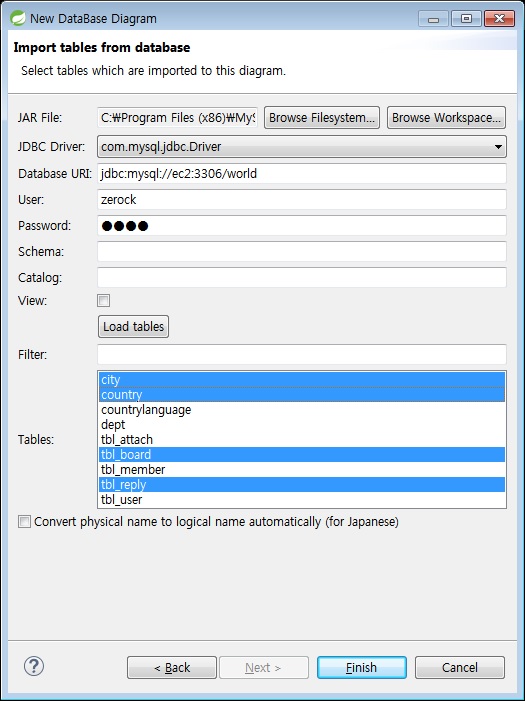 New DataBase Diagram
Import tables from database
Select tables which are imported to this diagram.
JAR File: C:₩Program Files (x86)₩MyS Browse Filesystem... Browse Workspace...
JDBC Driver: com.mysql.jdbc.Driver
Database URI: jdbc:mysql://ec2:3306/world
User: zerock
Password: ●●●●
Schema:
Catalog:
View:
Load tables
Filter:
city
country
countrylanguage
dept
Tables: tbl_attach
tbl_board
tbl_member
tbl_reply
tbl_user
Convert physical name to logical name automatically (for Japanese)
? < Back Next > Finish Cancel